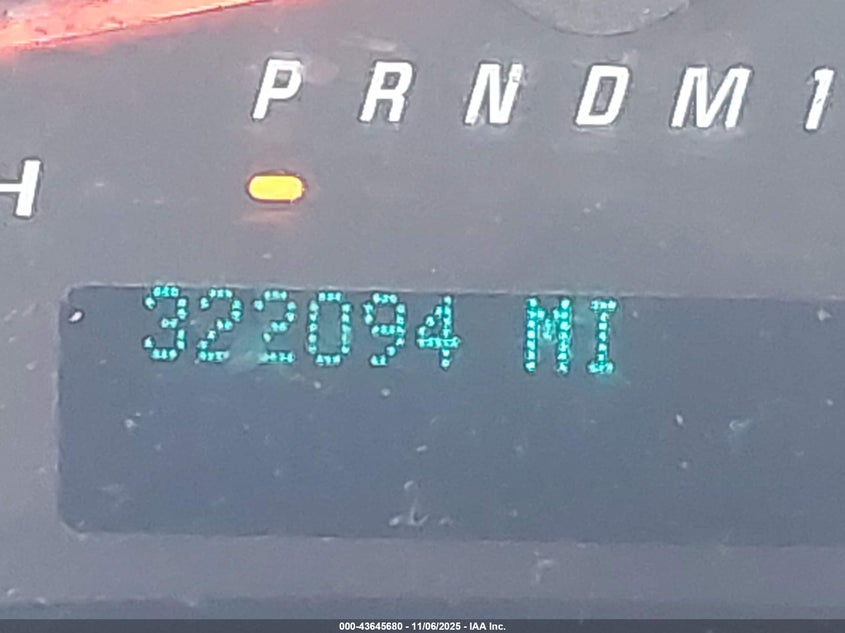 P R N D M 1
H
322094 MI
000-43645680 - 11/06/2025 - IAA Inc.